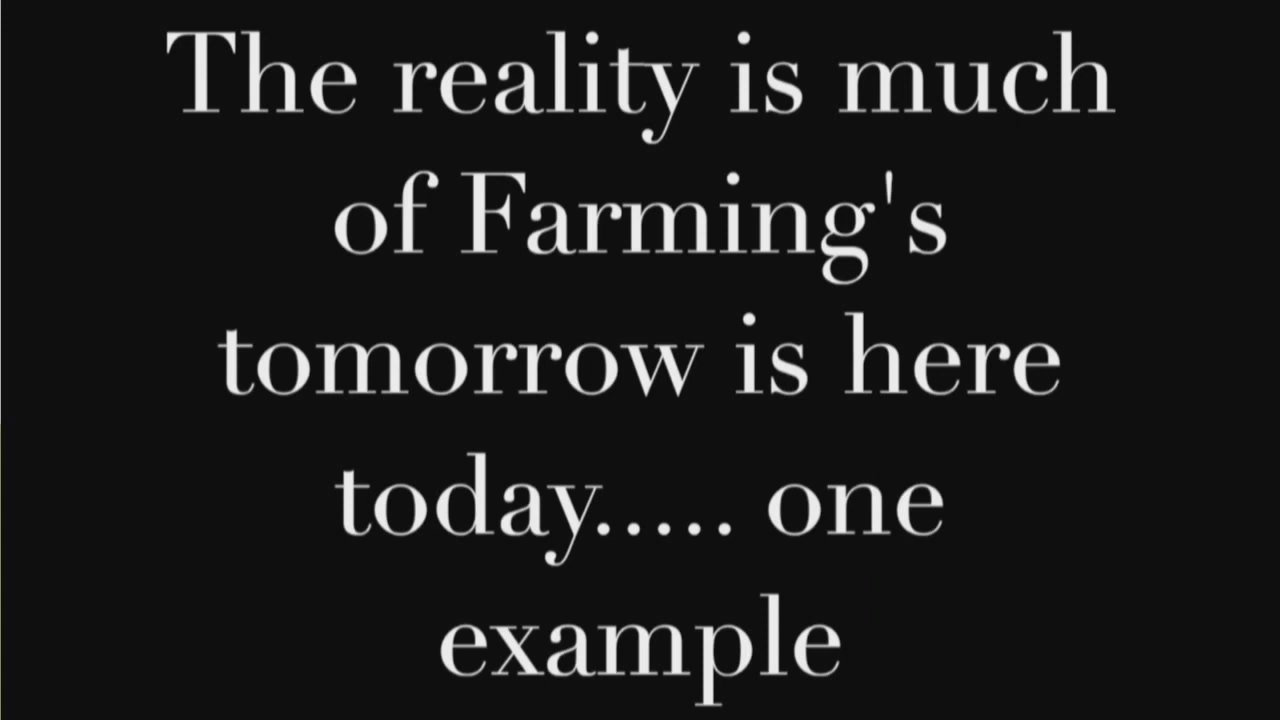 The reality is much
of Farming's
tomorrow is here
today..... one
example